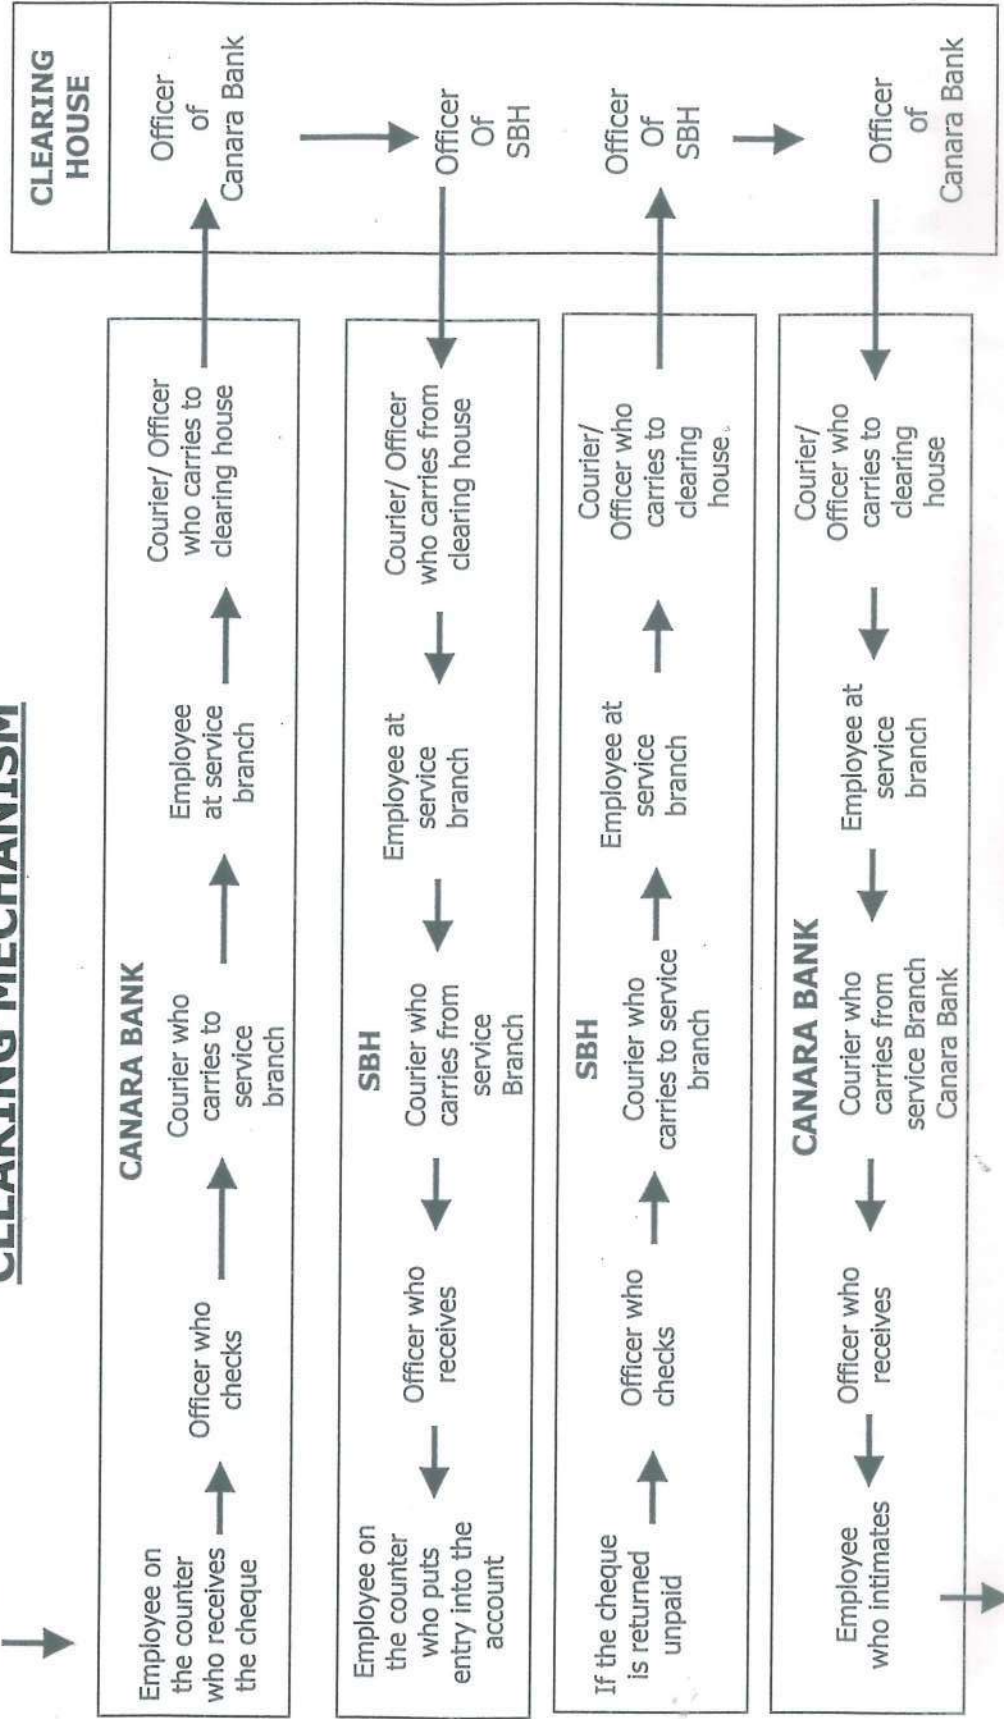 CLEARING MECHANISM
CANARA BANK
Employee on
the counter
who receives
the cheque
Officer who
checks
Courier who
carries to
service
branch
Employee
at service
branch
Courier/ Officer
who carries to
clearing house
SBH
Employee on
the counter
who puts
entry into the
account
Officer who
receives
Courier who
carries from
service
Branch
Employee at
service
branch
Courier/ Officer
who carries from
clearing house
SBH
If the cheque
is returned
unpaid
Officer who
checks
Courier who
carries to service
branch
Employee at
service
branch
Courier/
Officer who
carries to
clearing
house
CANARA BANK
Employee
who intimates
Officer who
receives
Courier who
carries from
service Branch
Canara Bank
Employee at
service
branch
Courier/
Officer who
carries to
clearing
house
CLEARING
HOUSE
Officer
of
Canara Bank
Officer
Of
SBH
Officer
Of
SBH
Officer
of
Canara Bank